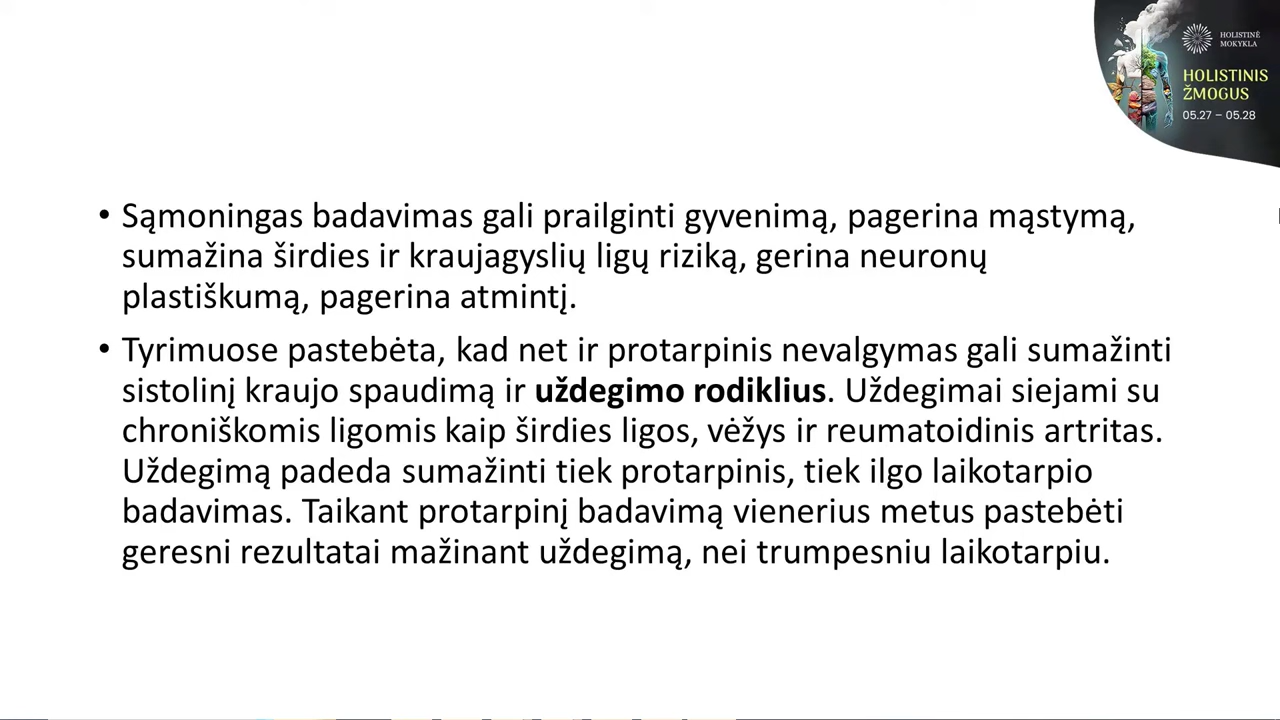 HOLISTINĖ
MOKYKLA
HOLISTINIS
ŽMOGUS
05.27 – 05.28
• Sąmoningas badavimas gali prailginti gyvenimą, pagerina mąstymą,
sumažina širdies ir kraujagyslių ligų riziką, gerina neuronų
plastiškumą, pagerina atmintį.
• Tyrimuose pastebėta, kad net ir protarpinis nevalgymas gali sumažinti
sistolinį kraujo spaudimą ir uždegimo rodiklius. Uždegimai siejami su
chroniškomis ligomis kaip širdies ligos, vėžys ir reumatoidinis artritas.
Uždegimą padeda sumažinti tiek protarpinis, tiek ilgo laikotarpio
badavimas. Taikant protarpinį badavimą vienerius metus pastebėti
geresni rezultatai mažinant uždegimą, nei trumpesniu laikotarpiu.